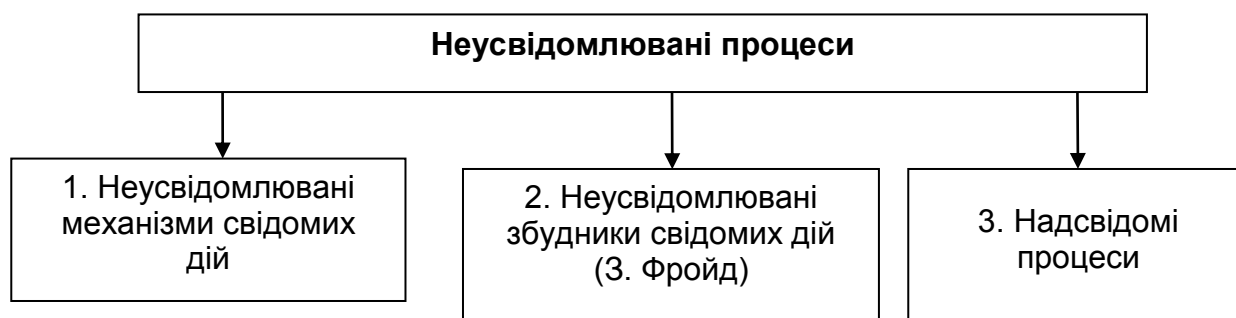 Неусвідомлювані процеси
1. Неусвідомлювані
механізми свідомих
дій
2. Неусвідомлювані
збудники свідомих дій
(З. Фройд)
3. Надсвідомі
процеси